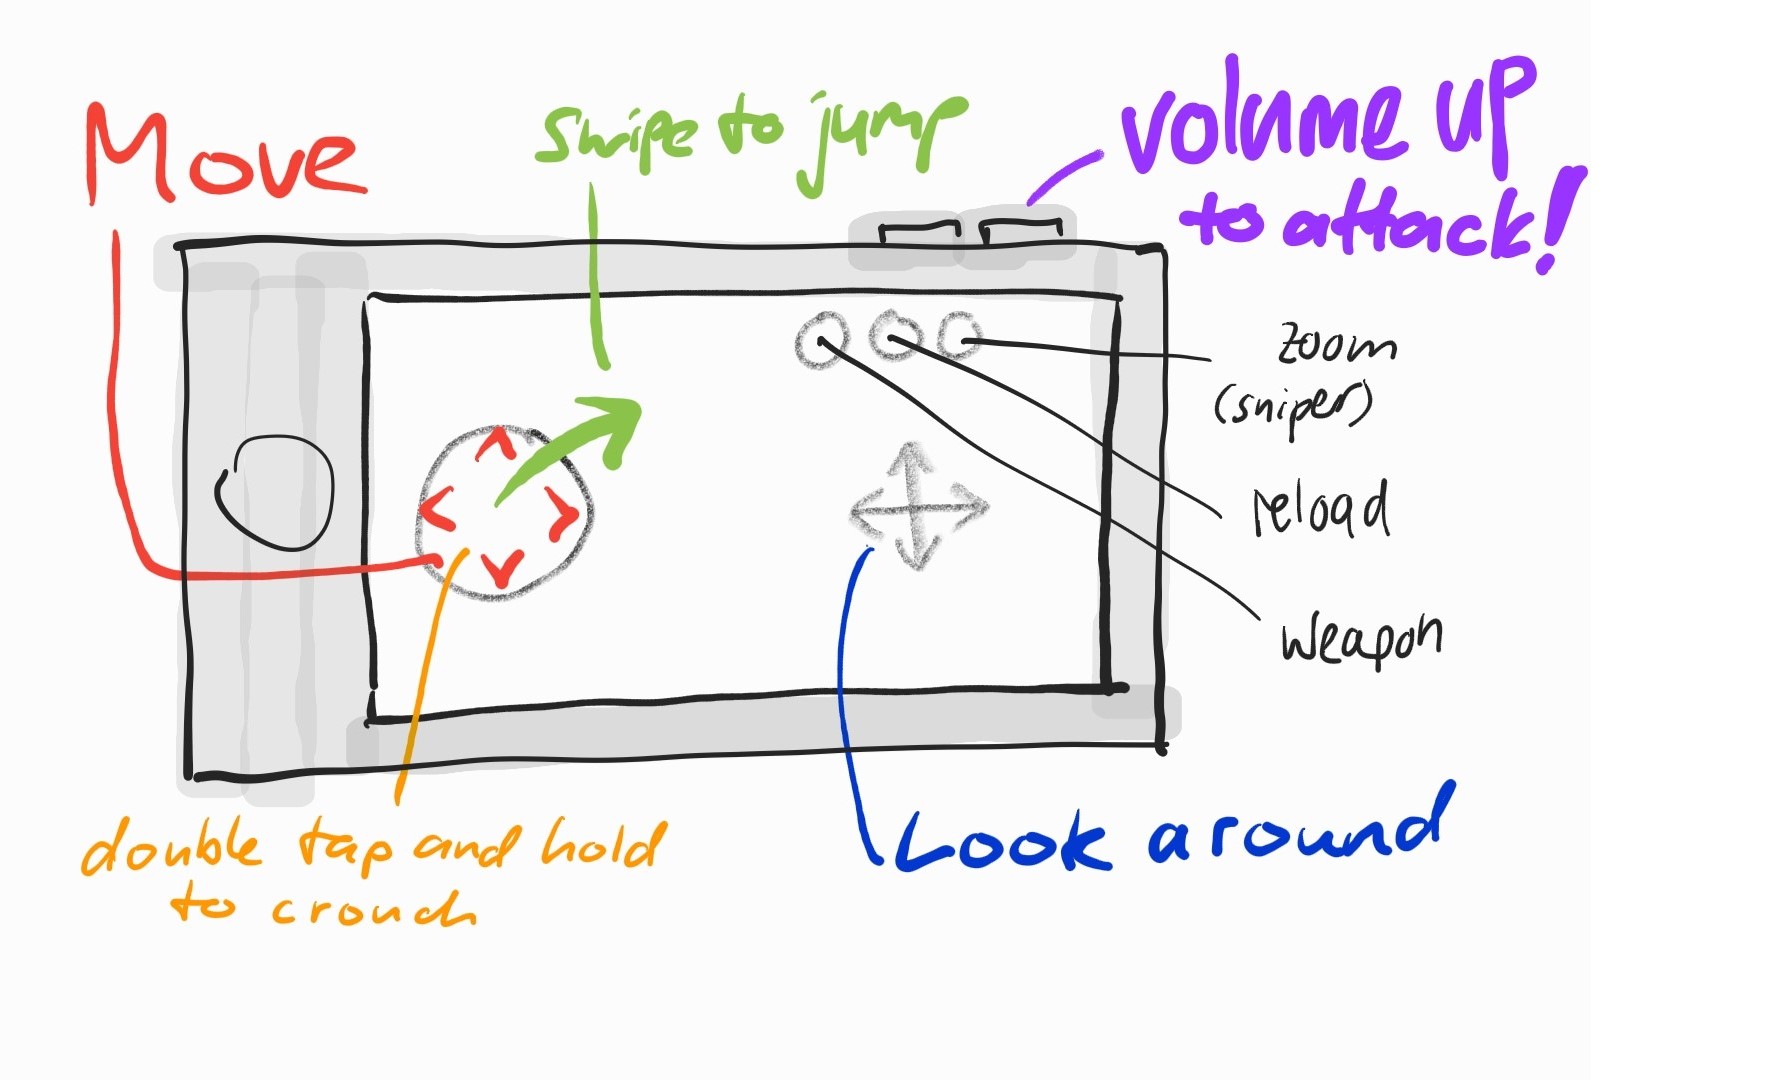 Move
Swipe to jump
volume up
to attack!
zoom
(sniper)
reload
weapon
double tap and hold
to crouch
Look around